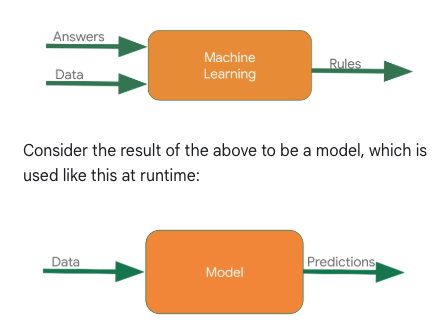 Answers
Data
Machine
Learning
Rules
Consider the result of the above to be a model, which is
used like this at runtime:
Data
Model
Predictions